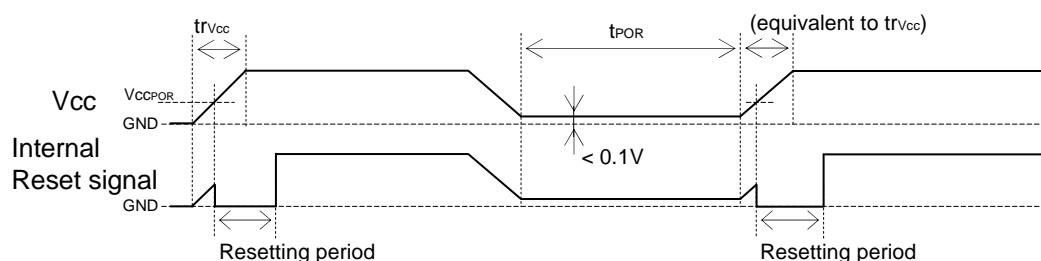 trVcc
tPOR
(equivalent to trVcc)
Vcc
VccPOR
GND
< 0.1V
Internal
Reset signal
GND
Resetting period
Resetting period